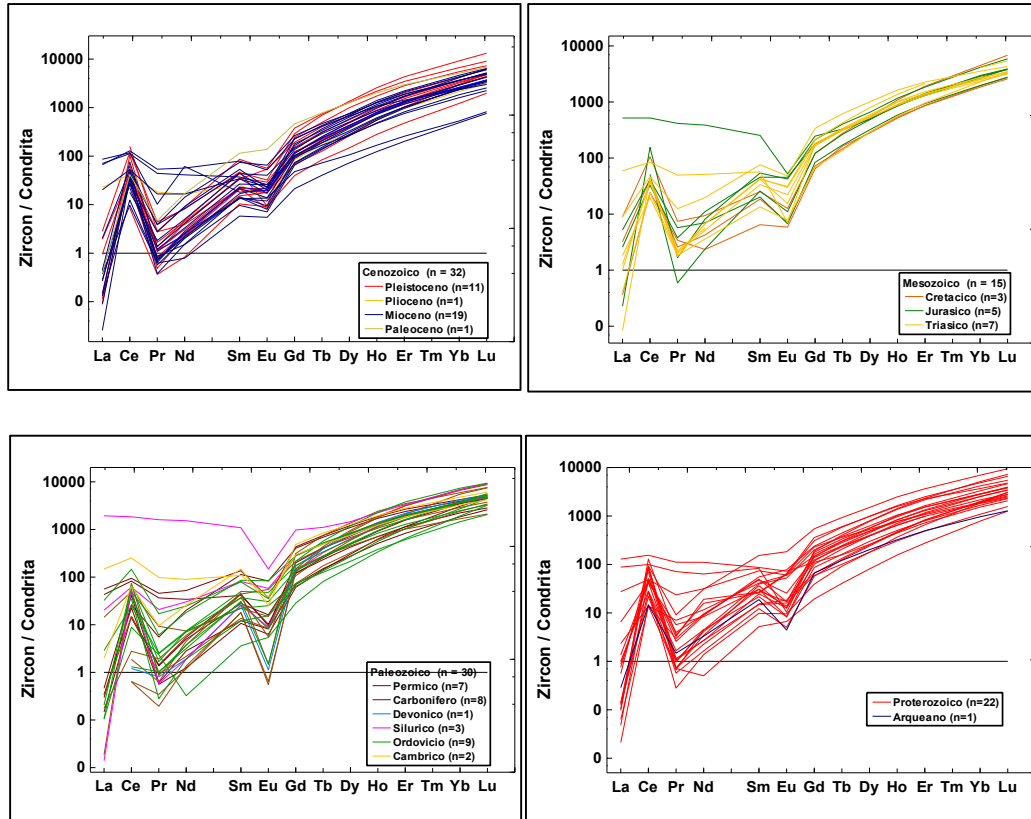 10000
1000
100
10
1
0
Zircon / Condrita
Cenozoico (n = 32)
Pleistoceno (n=11)
Plioceno (n=1)
Mioceno (n=19)
Paleoceno (n=1)
La Ce Pr Nd Sm Eu Gd Tb Dy Ho Er Tm Yb Lu
10000
1000
100
10
1
0
Zircon / Condrita
Mesozoico (n = 15)
Cretacico (n=3)
Jurasico (n=5)
Triasico (n=7)
La Ce Pr Nd Sm Eu Gd Tb Dy Ho Er Tm Yb Lu
10000
1000
100
10
1
0
0
Zircon / Condrita
Paleozoico (n = 30)
Permico (n=7)
Carbonifero (n=8)
Devonico (n=1)
Silurico (n=3)
Ordovicio (n=9)
Cambrico (n=2)
La Ce Pr Nd Sm Eu Gd Tb Dy Ho Er Tm Yb Lu
10000
1000
100
10
1
0
0
Zircon / Condrita
Proterozoico (n=22)
Arqueano (n=1)
La Ce Pr Nd Sm Eu Gd Tb Dy Ho Er Tm Yb Lu